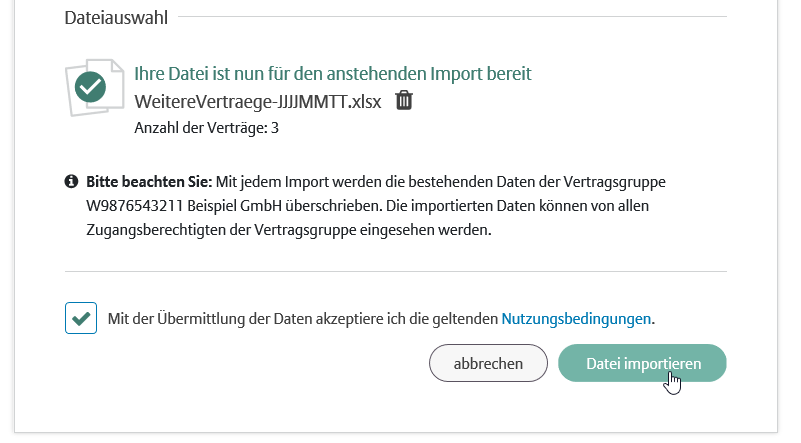 Dateiauswahl
Ihre Datei ist nun für den anstehenden Import bereit
WeitereVertraege-JJJJMMTT.xlsx
Anzahl der Verträge: 3
Bitte beachten Sie: Mit jedem Import werden die bestehenden Daten der Vertragsgruppe
W9876543211 Beispiel GmbH überschrieben. Die importierten Daten können von allen
Zugangsberechtigten der Vertragsgruppe eingesehen werden.
Mit der Übermittlung der Daten akzeptiere ich die geltenden Nutzungsbedingungen.
abbrechen
Datei importieren